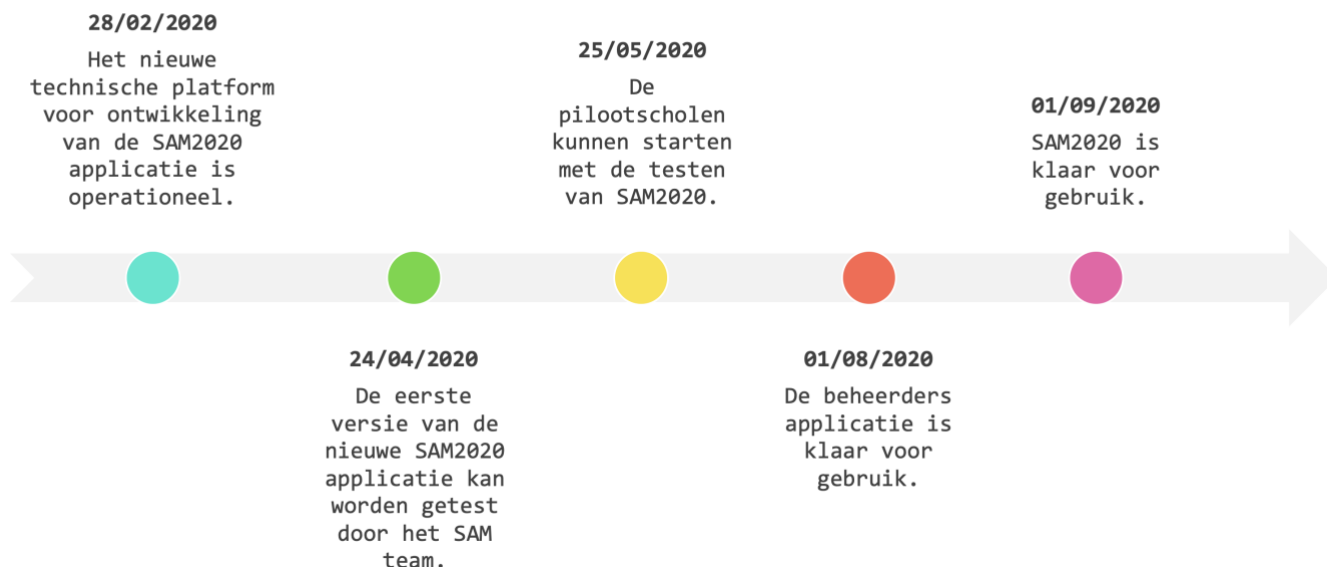 28/02/2020
Het nieuwe
technische platform
voor ontwikkeling
van de SAM2020
applicatie is
operationeel.
24/04/2020
De eerste
versie van de
nieuwe SAM2020
applicatie kan
worden getest
door het SAM
team.
25/05/2020
De
pilootscholen
kunnen starten
met de testen
van SAM2020.
01/08/2020
De beheerders
applicatie is
klaar voor
gebruik.
01/09/2020
SAM2020 is
klaar voor
gebruik.